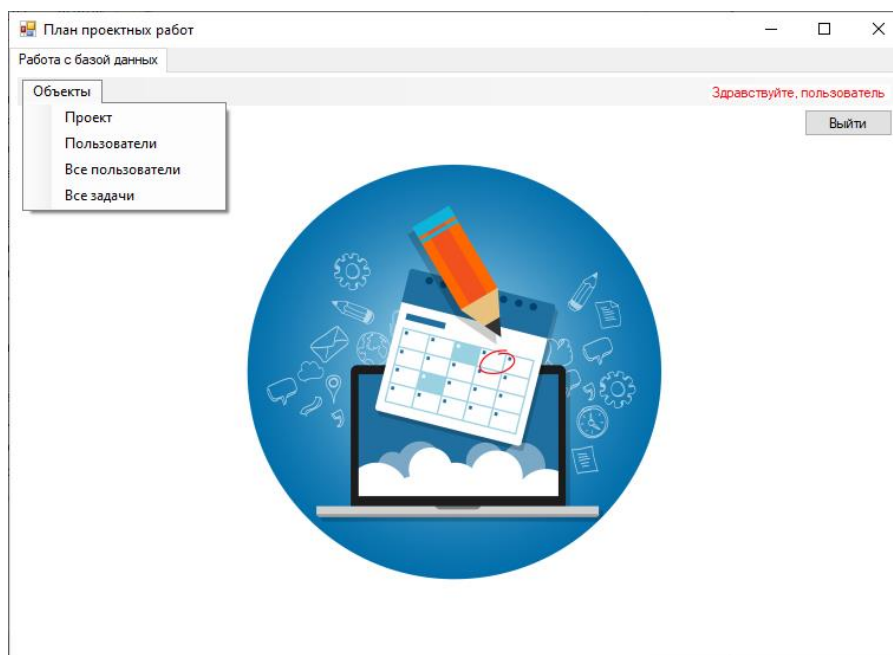 План проектных работ
Работа с базой данных
Объекты
Здравствуйте, пользователь
Проект
Выйти
Пользователи
Все пользователи
Все задачи